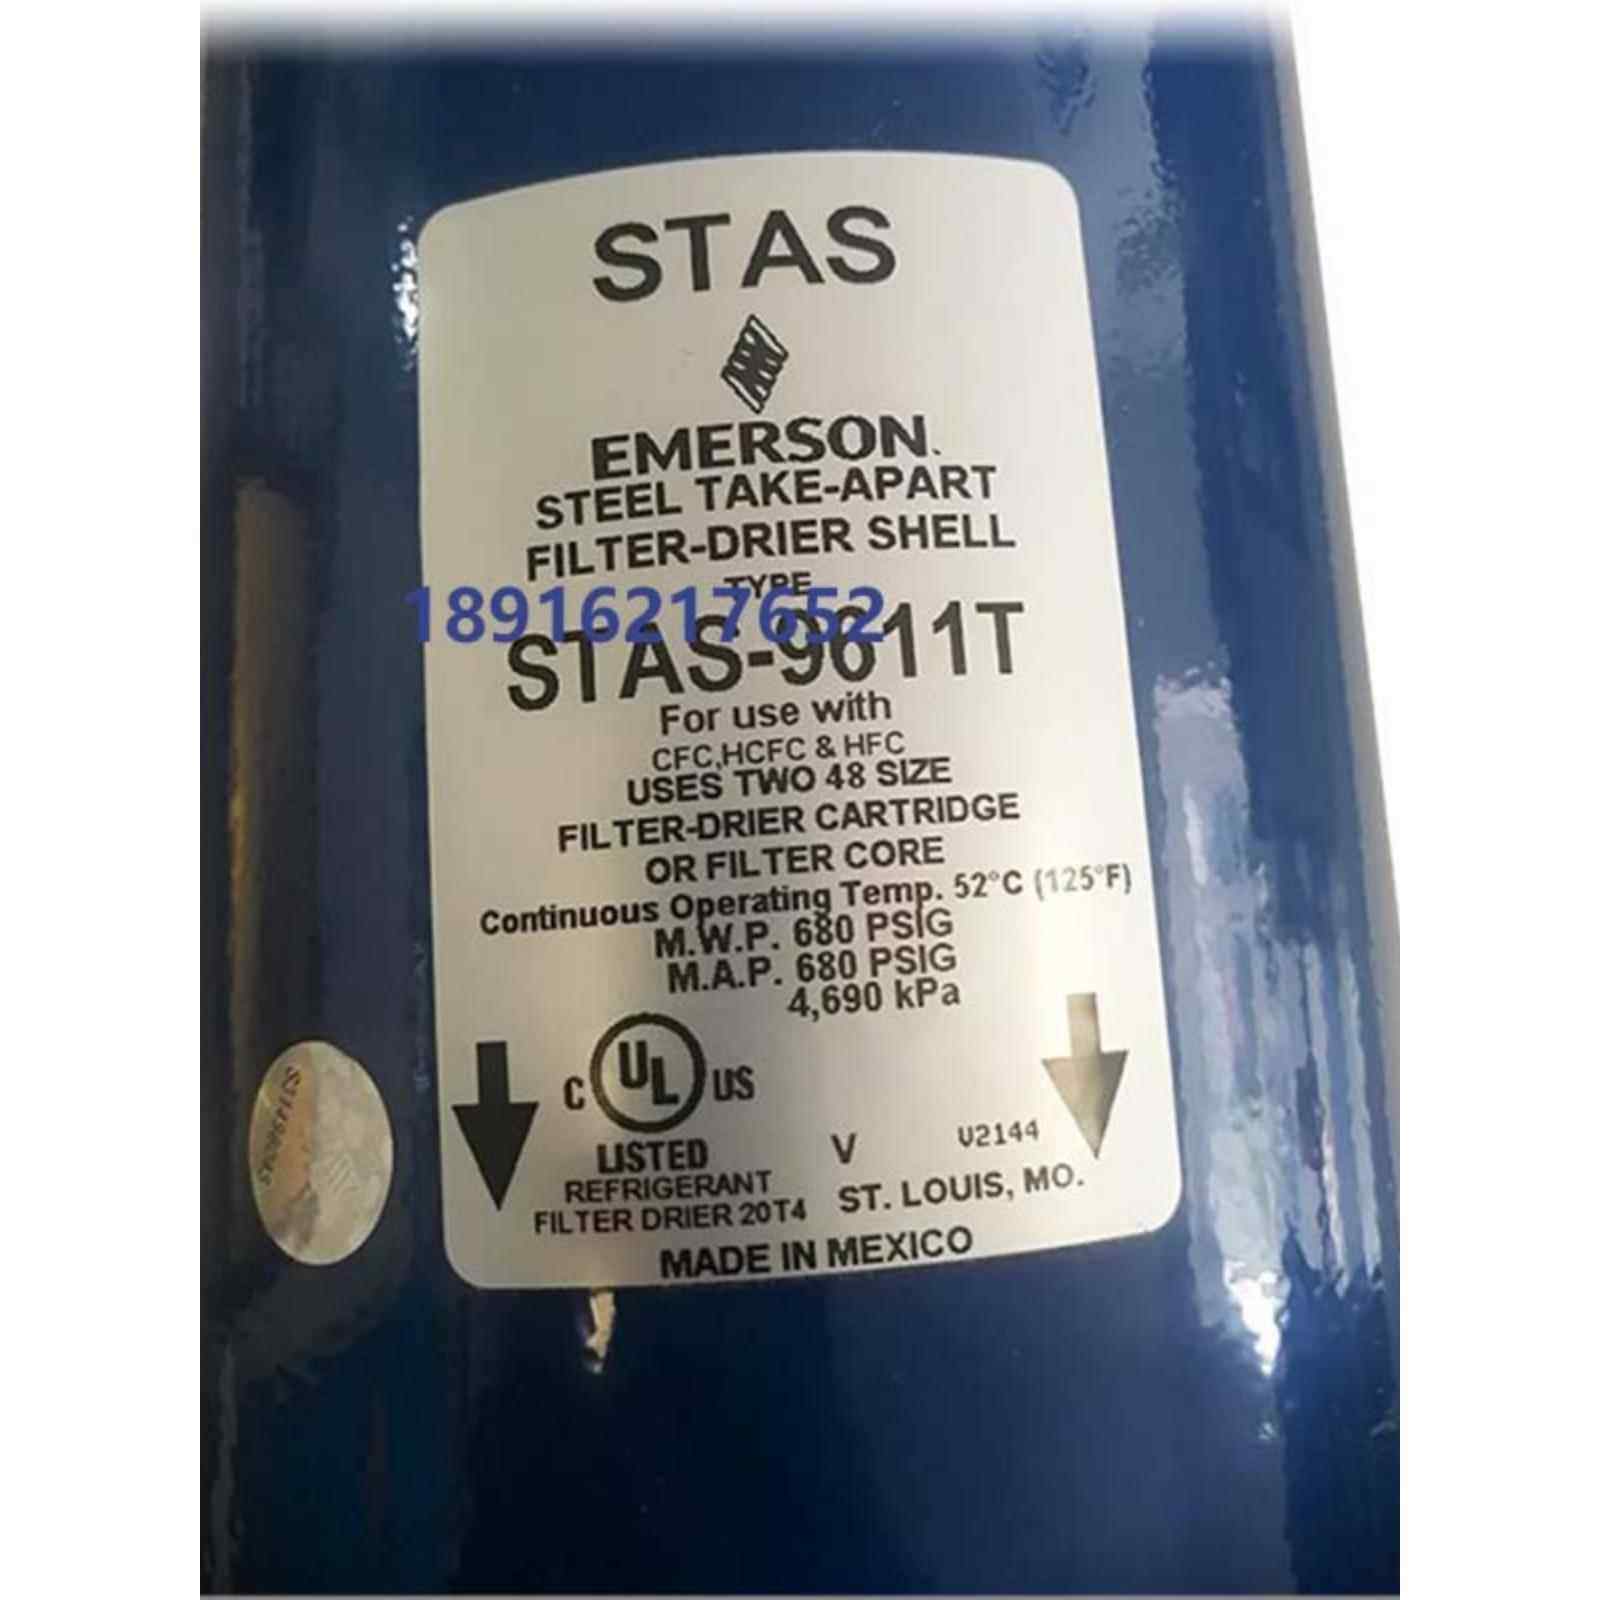 STAS
EMERSON.
STEEL TAKE-APART
FILTER-DRIER SHELL
TYPE
18916217652
STAS-9611T
For use with
CFC,HCFC & HFC
USES TWO 48 SIZE
FILTER-DRIER CARTRIDGE
OR FILTER CORE
Continuous Operating Temp. 52°C (125°F)
M.W.P. 680 PSIG
M.A.P. 680 PSIG
4,690 kPa
C UL US
LISTED
REFRIGERANT
FILTER DRIER 20T4
V V2144
ST. LOUIS, MO.
MADE IN MEXICO